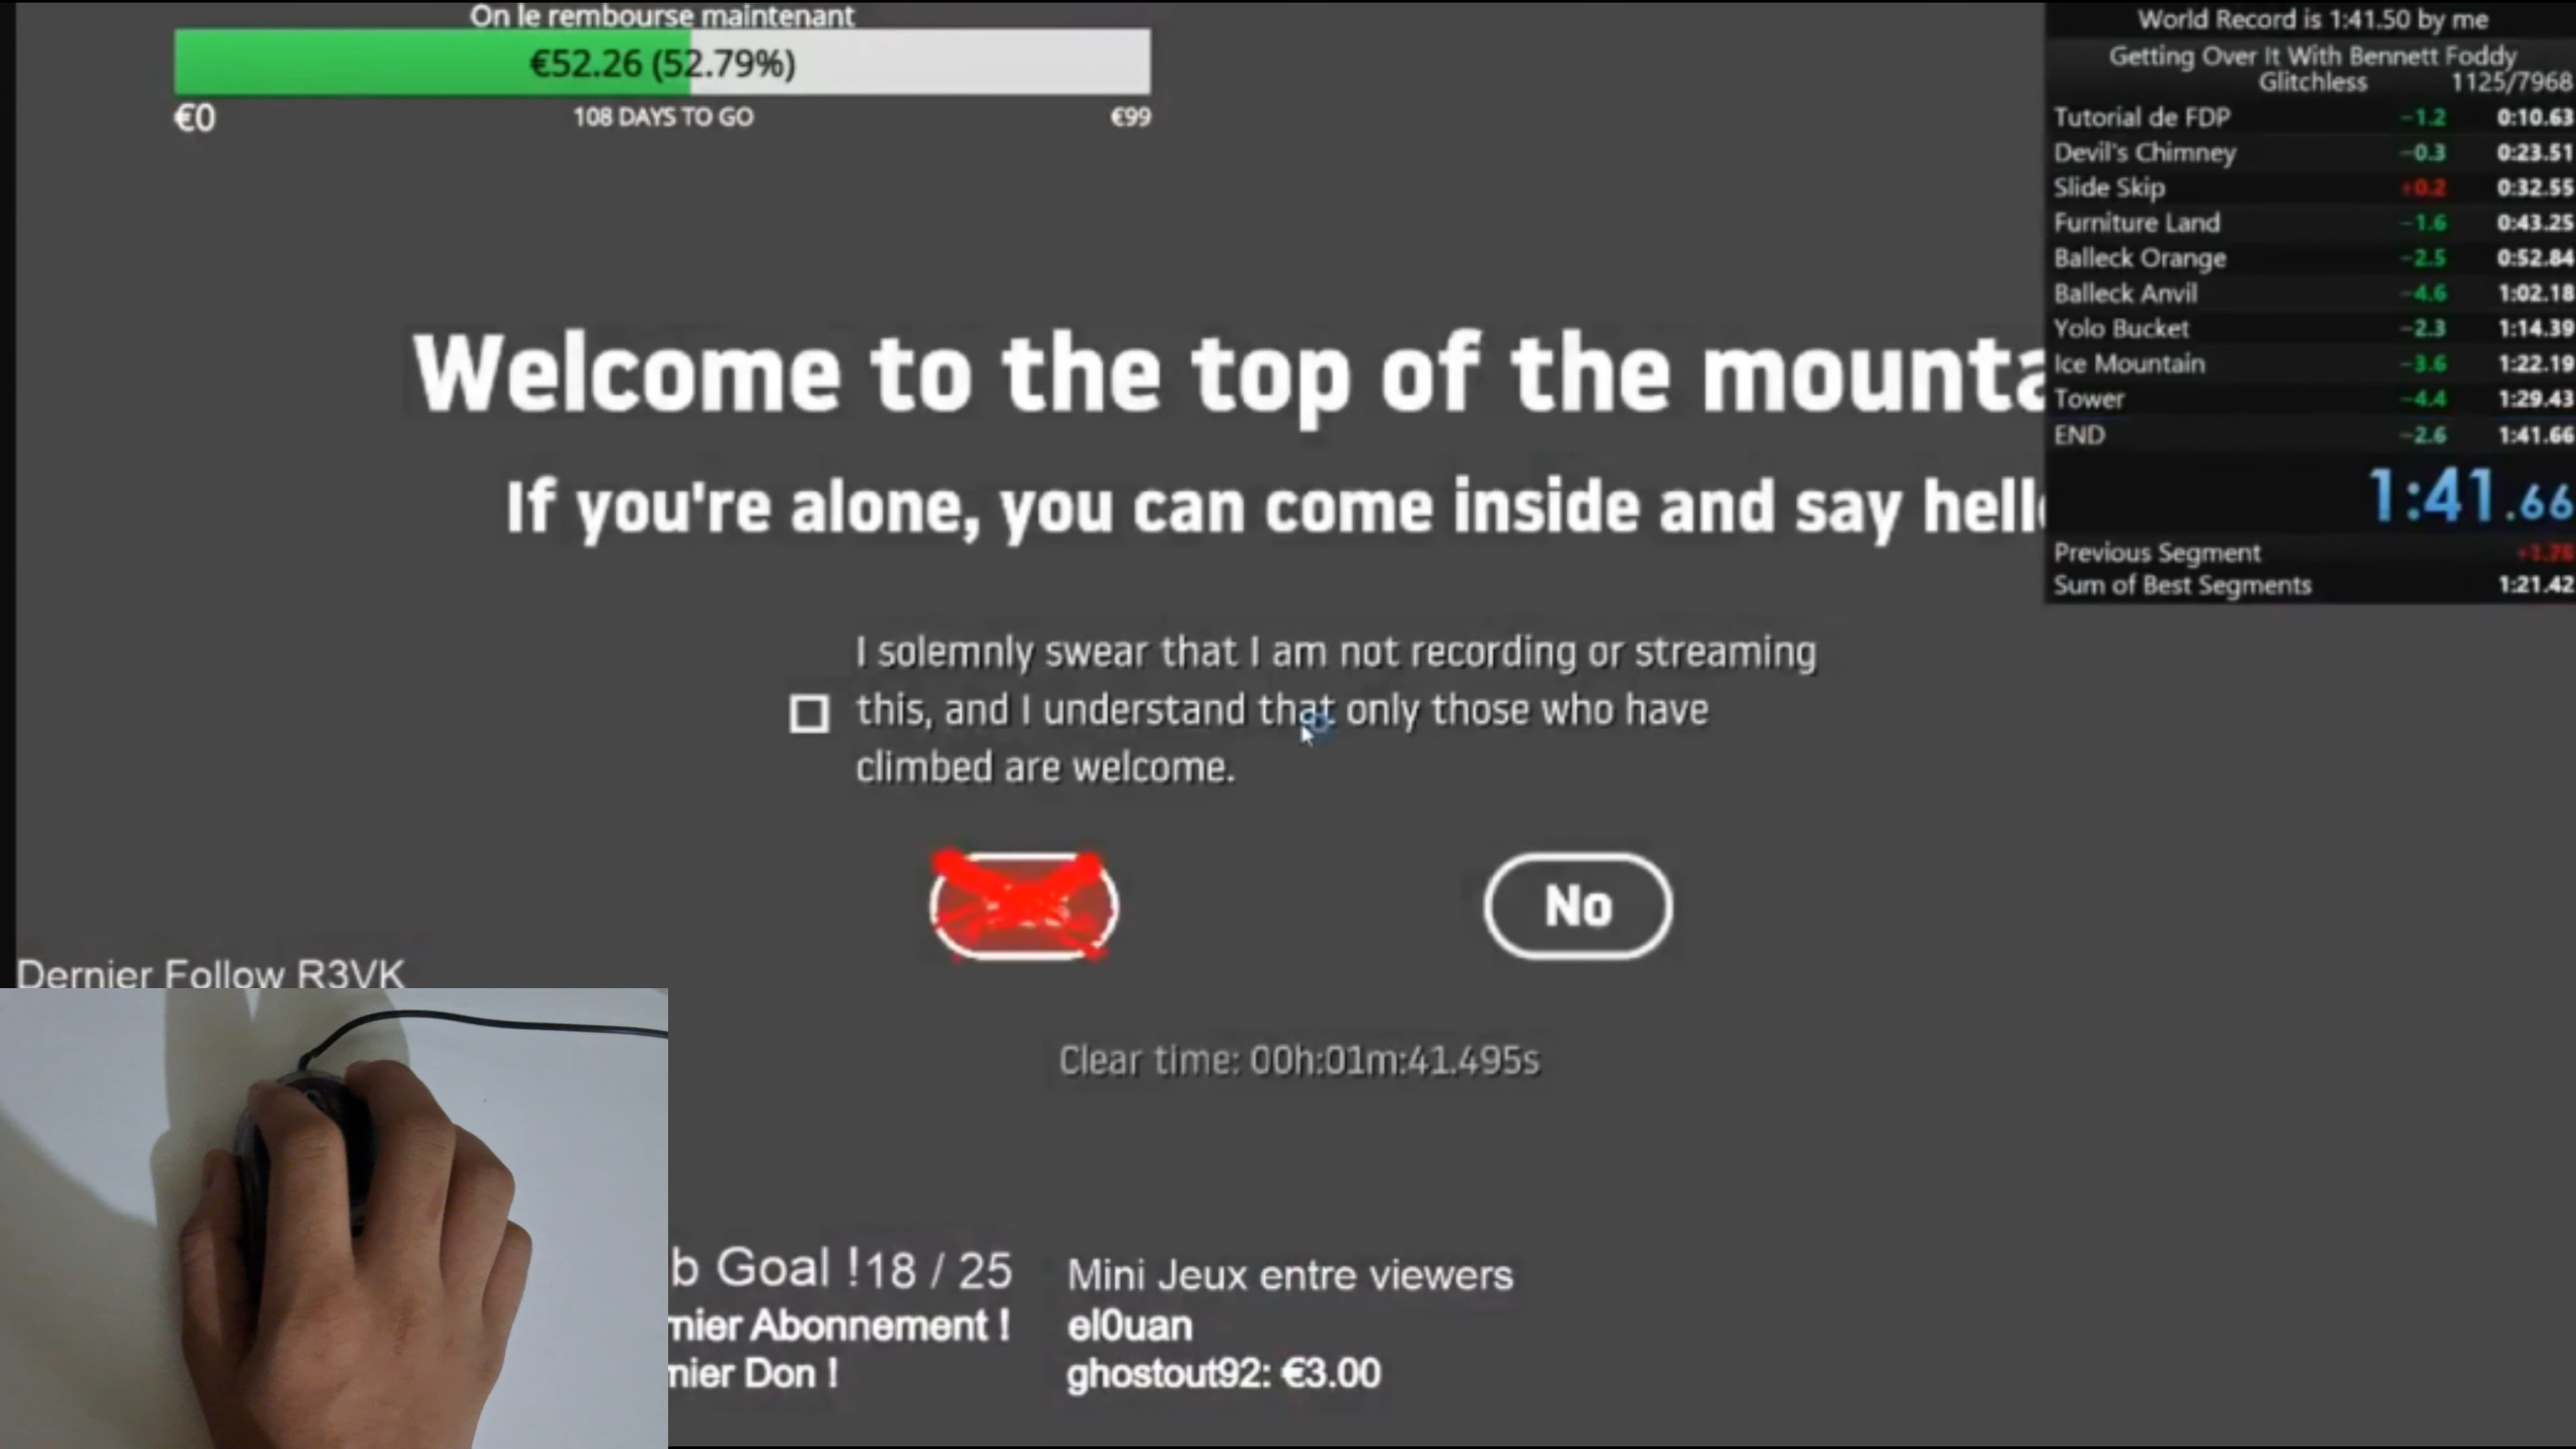 On le rembourse maintenant
€52.26 (52.79%)
€0
108 DAYS TO GO
€99
World Record is 1:41.50 by me
Getting Over It With Bennett Foddy
Glitchless 1125/7968
Tutorial de FDP -1.2 0:10.63
Devil's Chimney -0.3 0:23.51
Slide Skip +0.2 0:32.55
Furniture Land -1.6 0:43.25
Balleck Orange -2.5 0:52.84
Balleck Anvil -4.6 1:02.18
Yolo Bucket -2.3 1:14.39
Ice Mountain -3.6 1:22.19
Tower -4.4 1:29.43
END -2.6 1:41.66
1:41.66
Previous Segment
Sum of Best Segments 1:21.42
Welcome to the top of the mounta
If you're alone, you can come inside and say hell
I solemnly swear that I am not recording or streaming
this, and I understand that only those who have
climbed are welcome.
No
Clear time: 00h:01m:41.495s
Dernier Follow R3VK
b Goal !18 / 25
nier Abonnement !
nier Don !
Mini Jeux entre viewers
el0uan
ghostout92: €3.00